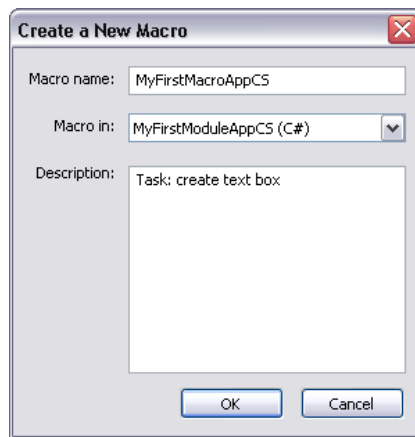 Create a New Macro
Macro name: MyFirstMacroAppCS
Macro in: MyFirstModuleAppCS (C#)
Description: Task: create text box
OK Cancel